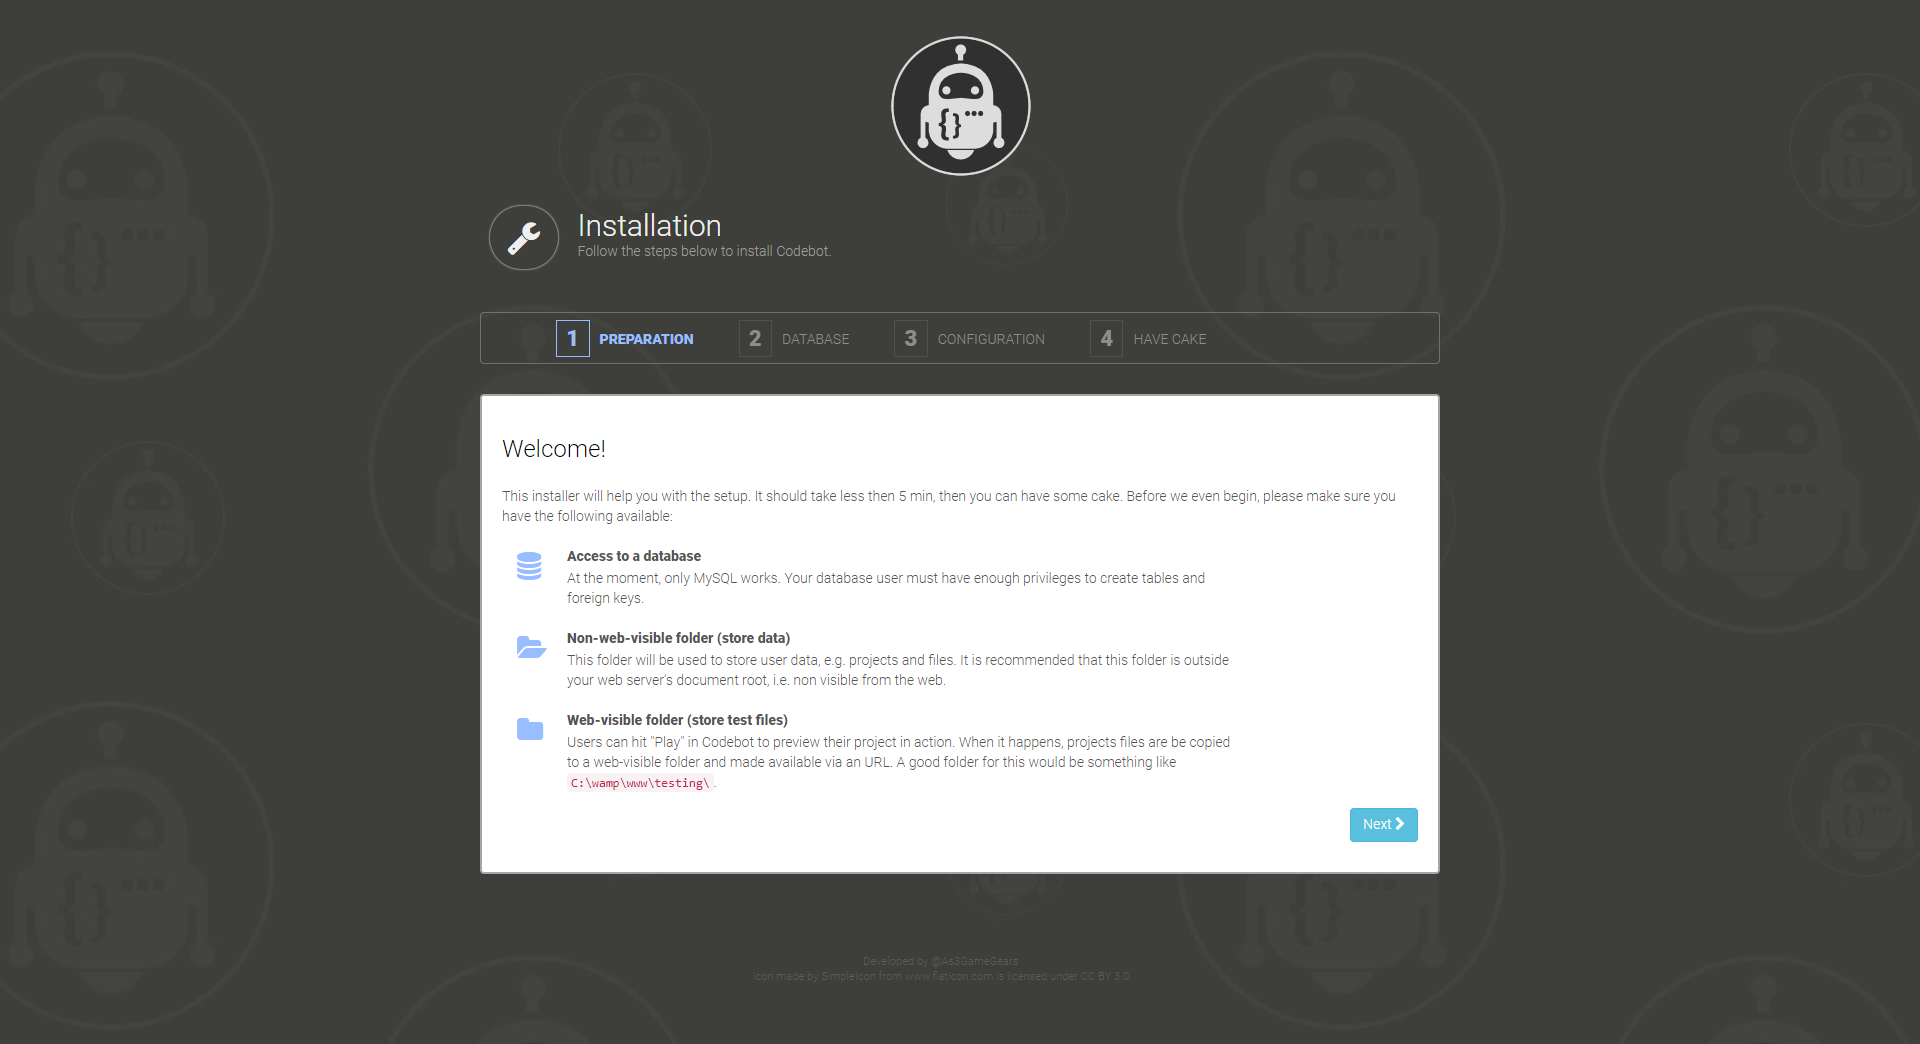 Installation
Follow the steps below to install Codebot.
1 PREPARATION 2 DATABASE 3 CONFIGURATION 4 HAVE CAKE
Welcome!
This installer will help you with the setup. It should take less then 5 min, then you can have some cake. Before we even begin, please make sure you
have the following available:
Access to a database
At the moment, only MySQL works. Your database user must have enough privileges to create tables and
foreign keys.
Non-web-visible folder (store data)
This folder will be used to store user data, e.g. projects and files. It is recommended that this folder is outside
your web server's document root, i.e. non visible from the web.
Web-visible folder (store test files)
Users can hit "Play" in Codebot to preview their project in action. When it happens, projects files are be copied
to a web-visible folder and made available via an URL. A good folder for this would be something like
C:\wamp\www\testing\ .
Next
Developed by @As3GameGears
Icon made by SimpleIcon from www.flaticon.com is licensed under CC BY 3.0